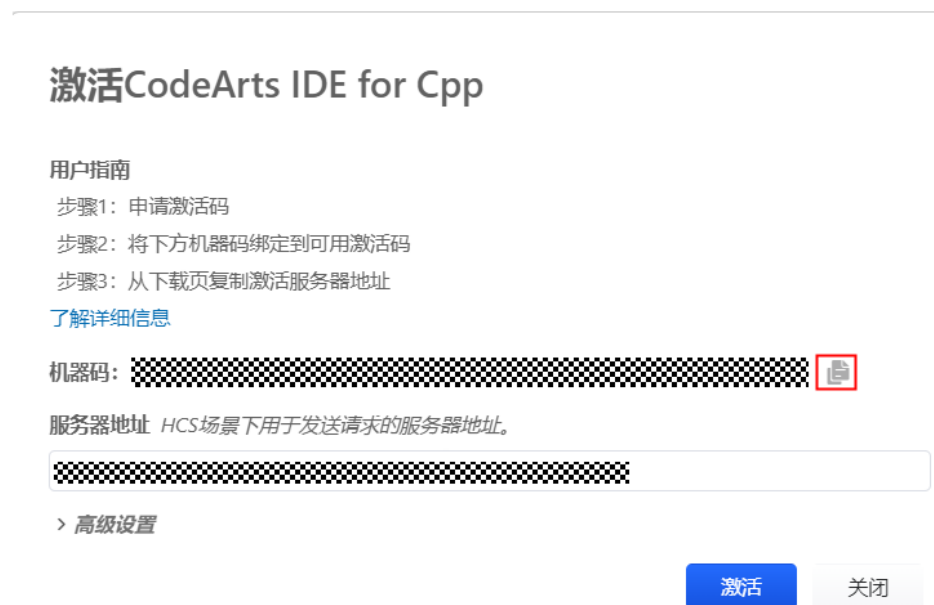 激活CodeArts IDE for Cpp
用户指南
步骤1：申请激活码
步骤2：将下方机器码绑定到可用激活码
步骤3：从下载页复制激活服务器地址
了解详细信息
机器码：
服务器地址 HCS场景下用于发送请求的服务器地址。
> 高级设置
激活 关闭